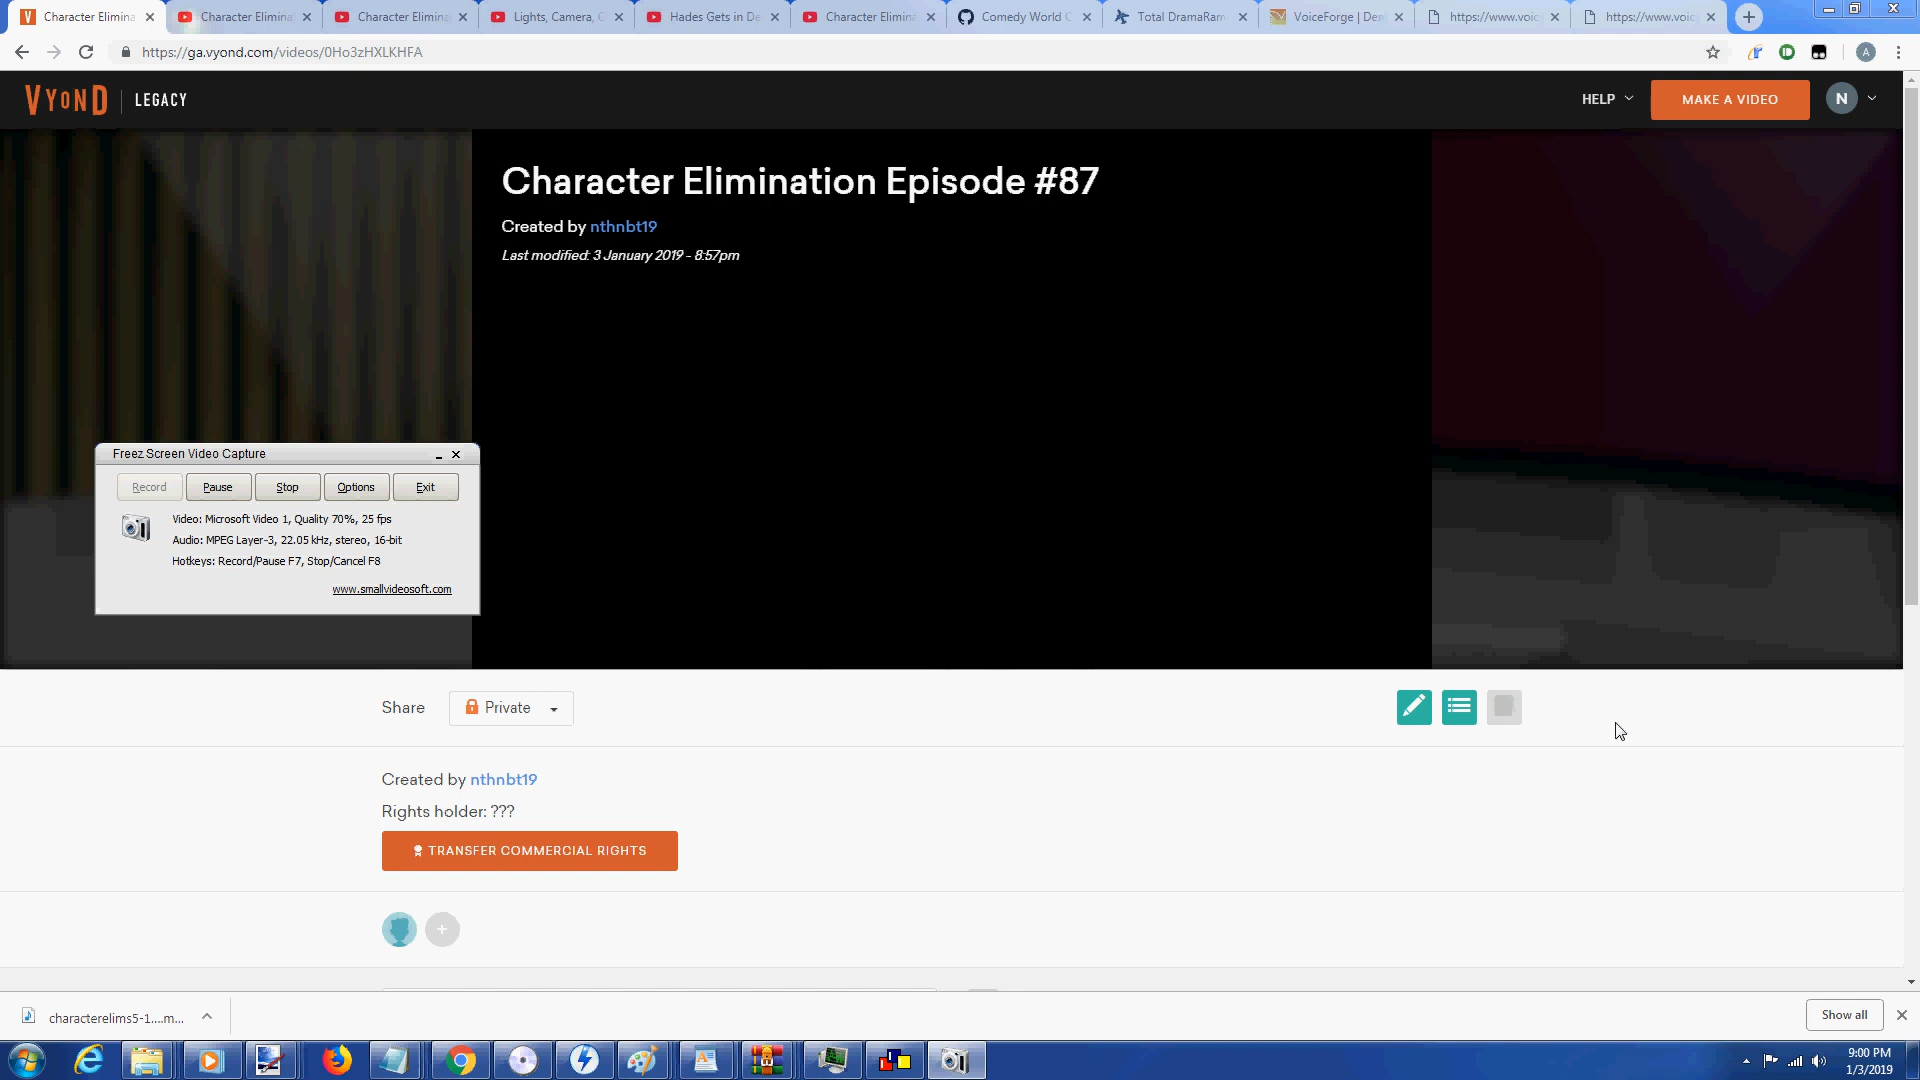 Character Elimina
Character Elimina
Character Elimina
Lights, Camera, C
Hades Gets in De
Character Elimina
Comedy World C
Total DramaRam
VoiceForge | Dem
https://www.voic
https://www.voic
https://ga.vyond.com/videos/0Ho3zHXLKHFA
A
VYOND LEGACY
HELP
MAKE A VIDEO
N
Character Elimination Episode #87
Created by nthnbt19
Last modified: 3 January 2019 - 8:57pm
Freez Screen Video Capture
Record Pause Stop Options Exit
Video: Microsoft Video 1, Quality 70%, 25 fps
Audio: MPEG Layer-3, 22.05 kHz, stereo, 16-bit
Hotkeys: Record/Pause F7, Stop/Cancel F8
www.smallvideosoft.com
Share Private
Created by nthnbt19
Rights holder: ???
TRANSFER COMMERCIAL RIGHTS
characterelims5-1....m...
Show all
9:00 PM
1/3/2019